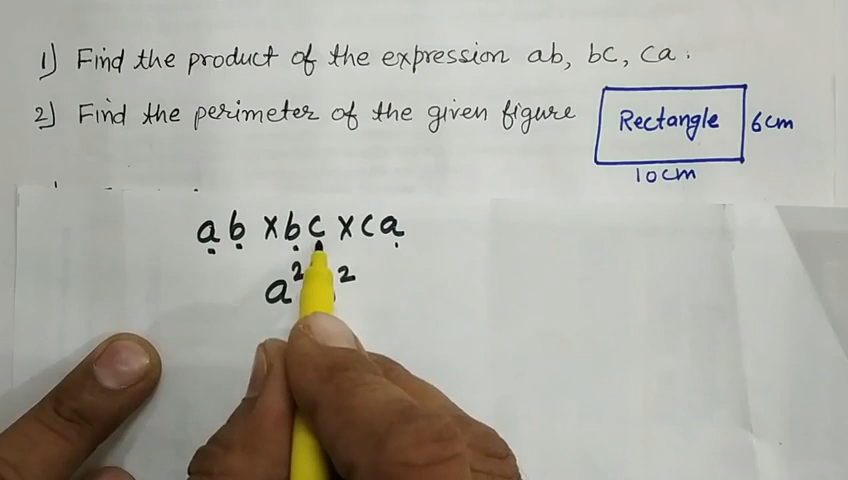 1) Find the product of the expression ab, bc, ca.
2) Find the perimeter of the given figure
Rectangle
6cm
10cm
ab × bc × ca
a² ²